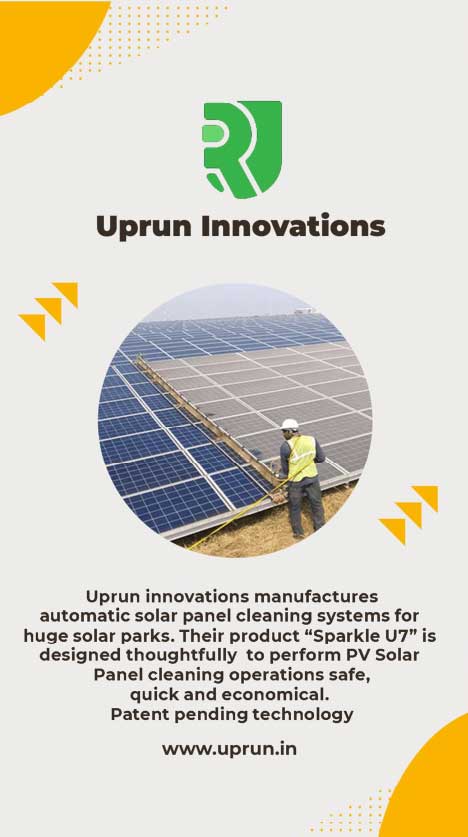 Uprun Innovations
Uprun innovations manufactures
automatic solar panel cleaning systems for
huge solar parks. Their product “Sparkle U7” is
designed thoughtfully  to perform PV Solar
Panel cleaning operations safe,
quick and economical.
Patent pending technology
www.uprun.in